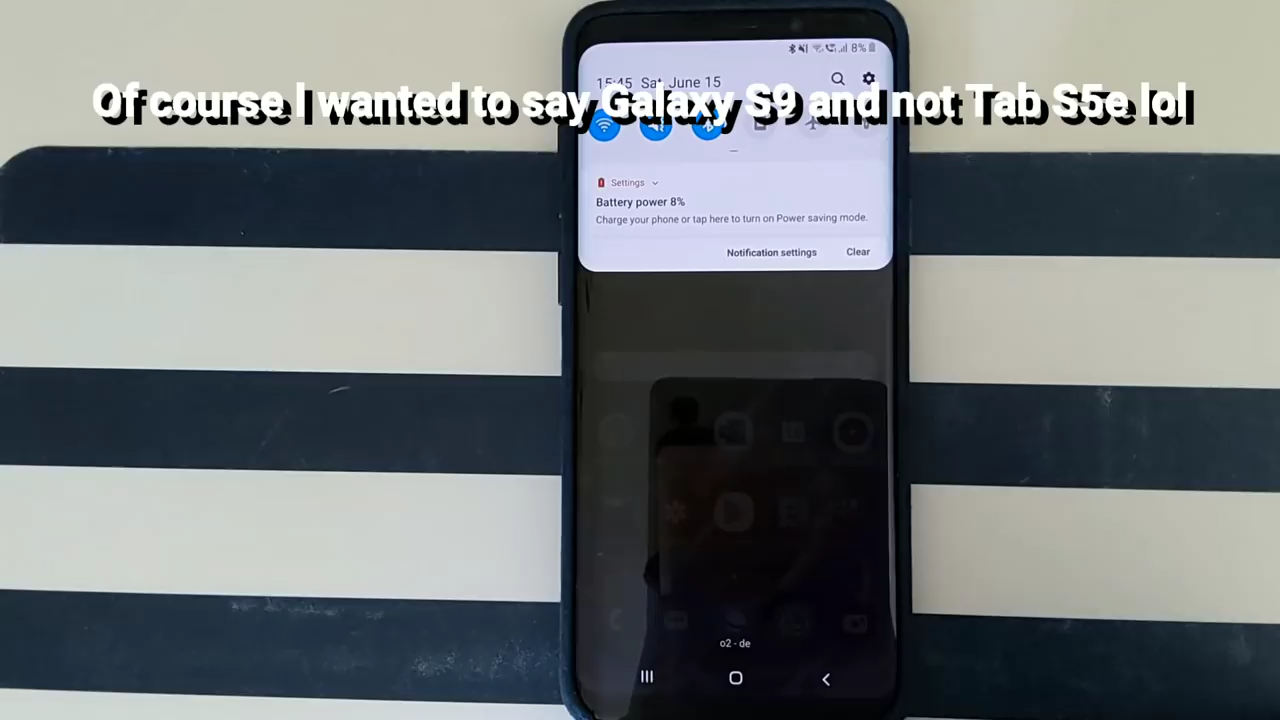 8%
15:45 Sat, June 15
Of course I wanted to say Galaxy S9 and not Tab S5e lol
Settings
Battery power 8%
Charge your phone or tap here to turn on Power saving mode.
Notification settings Clear
o2 - de